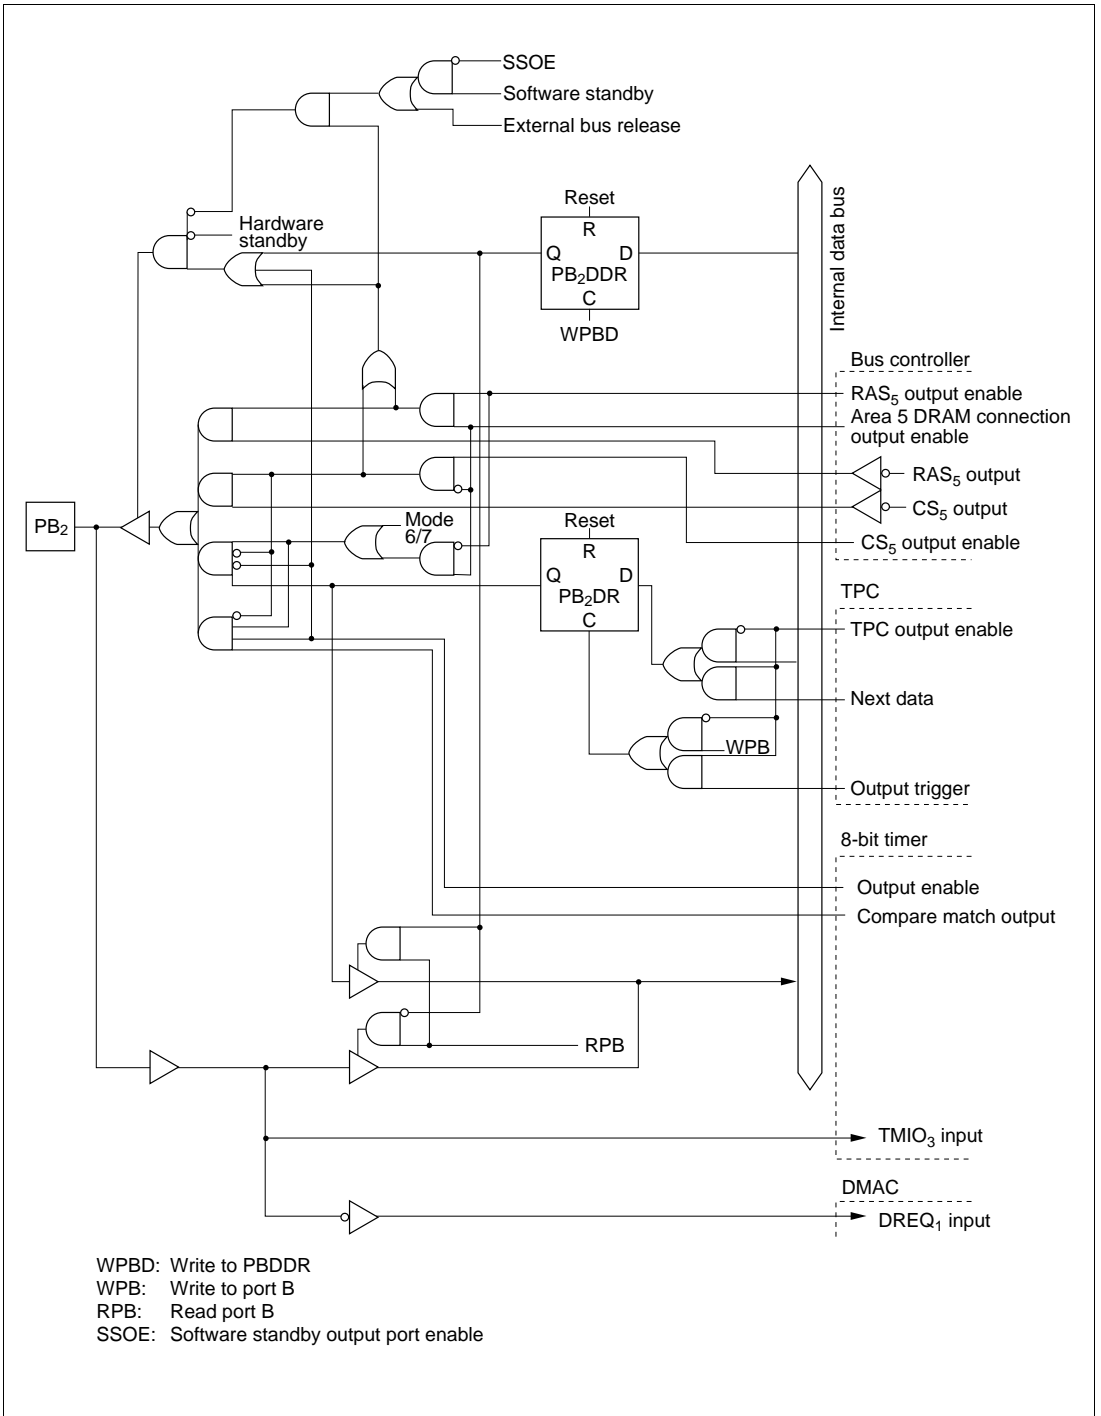 SSOE
Software standby
External bus release
Hardware
standby
Reset
R
Q D
PB₂DDR
C
WPBD
Internal data bus
Bus controller
RAS₅ output enable
Area 5 DRAM connection
output enable
RAS₅ output
CS₅ output
CS₅ output enable
PB₂
Mode
6/7
Reset
R
Q D
PB₂DR
C
TPC
TPC output enable
Next data
WPB
Output trigger
8-bit timer
Output enable
Compare match output
RPB
TMIO₃ input
DMAC
DREQ₁ input
WPBD: Write to PBDDR
WPB: Write to port B
RPB: Read port B
SSOE: Software standby output port enable